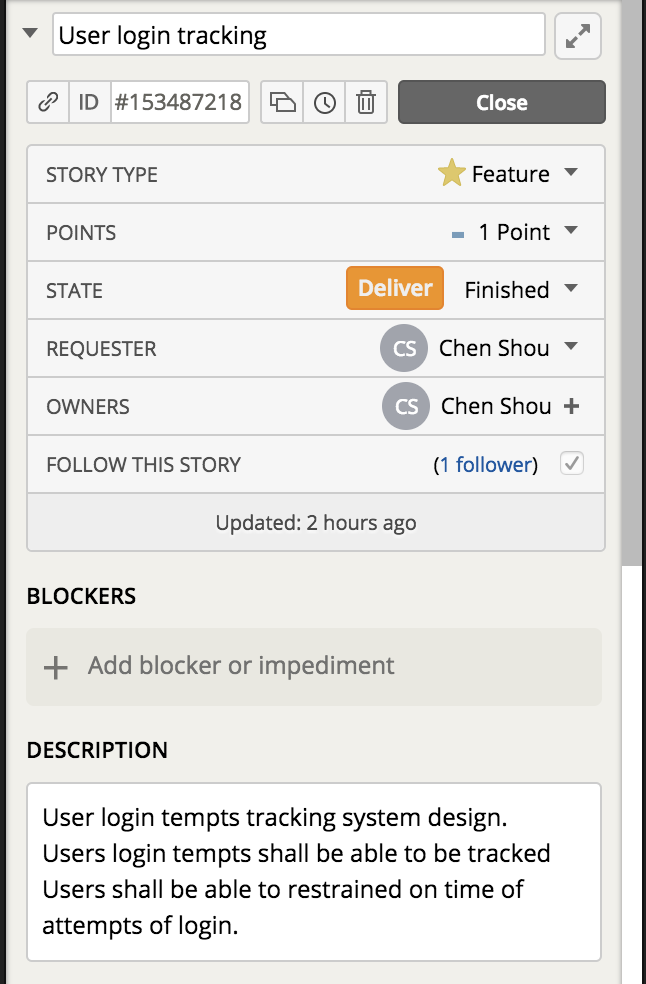 User login tracking
ID #153487218 Close
STORY TYPE Feature
POINTS 1 Point
STATE Deliver Finished
REQUESTER CS Chen Shou
OWNERS CS Chen Shou +
FOLLOW THIS STORY (1 follower)
Updated: 2 hours ago
BLOCKERS
+ Add blocker or impediment
DESCRIPTION
User login tempts tracking system design.
Users login tempts shall be able to be tracked
Users shall be able to restrained on time of
attempts of login.